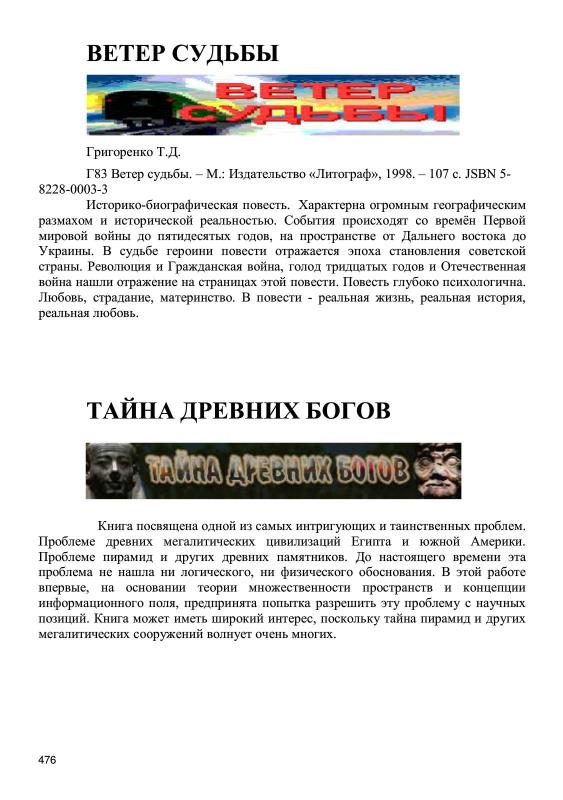 ВЕТЕР СУДЬБЫ
ВЕТЕР
СУДЬБЫ
Григоренко Т.Д.
Г83 Ветер судьбы. – М.: Издательство «Литограф», 1998. – 107 с. JSBN 5-
8228-0003-3
Историко-биографическая повесть. Характерна огромным географическим
размахом и исторической реальностью. События происходят со времён Первой
мировой войны до пятидесятых годов, на пространстве от Дальнего востока до
Украины. В судьбе героини повести отражается эпоха становления советской
страны. Революция и Гражданская война, голод тридцатых годов и Отечественная
война нашли отражение на страницах этой повести. Повесть глубоко психологична.
Любовь, страдание, материнство. В повести - реальная жизнь, реальная история,
реальная любовь.
ТАЙНА ДРЕВНИХ БОГОВ
ТАЙНА ДРЕВНИХ БОГОВ
Книга посвящена одной из самых интригующих и таинственных проблем.
Проблеме древних мегалитических цивилизаций Египта и южной Америки.
Проблеме пирамид и других древних памятников. До настоящего времени эта
проблема не нашла ни логического, ни физического обоснования. В этой работе
впервые, на основании теории множественности пространств и концепции
информационного поля, предпринята попытка разрешить эту проблему с научных
позиций. Книга может иметь широкий интерес, поскольку тайна пирамид и других
мегалитических сооружений волнует очень многих.
476